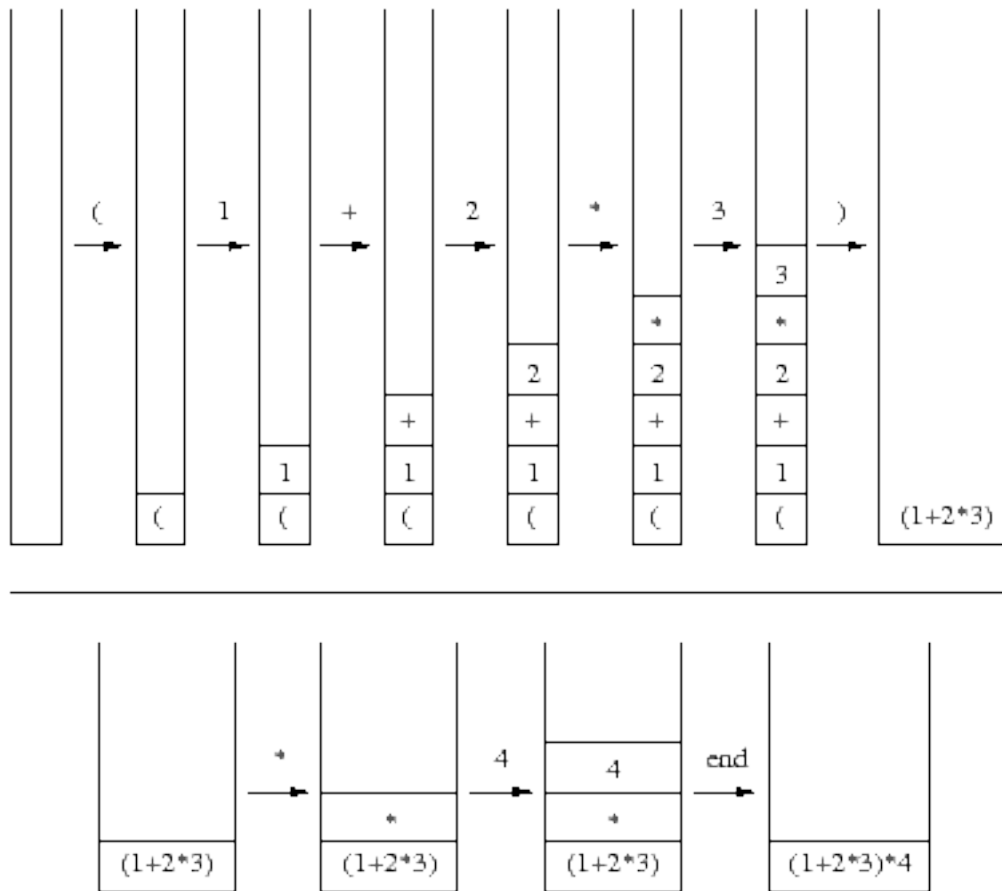 ( 1 + 2 * 3 )
3
* *
2 2 2
+ + + +
1 1 1 1 1
( ( ( ( ( ( (1+2*3)
* 4 end
4
* *
(1+2*3) (1+2*3) (1+2*3) (1+2*3)*4